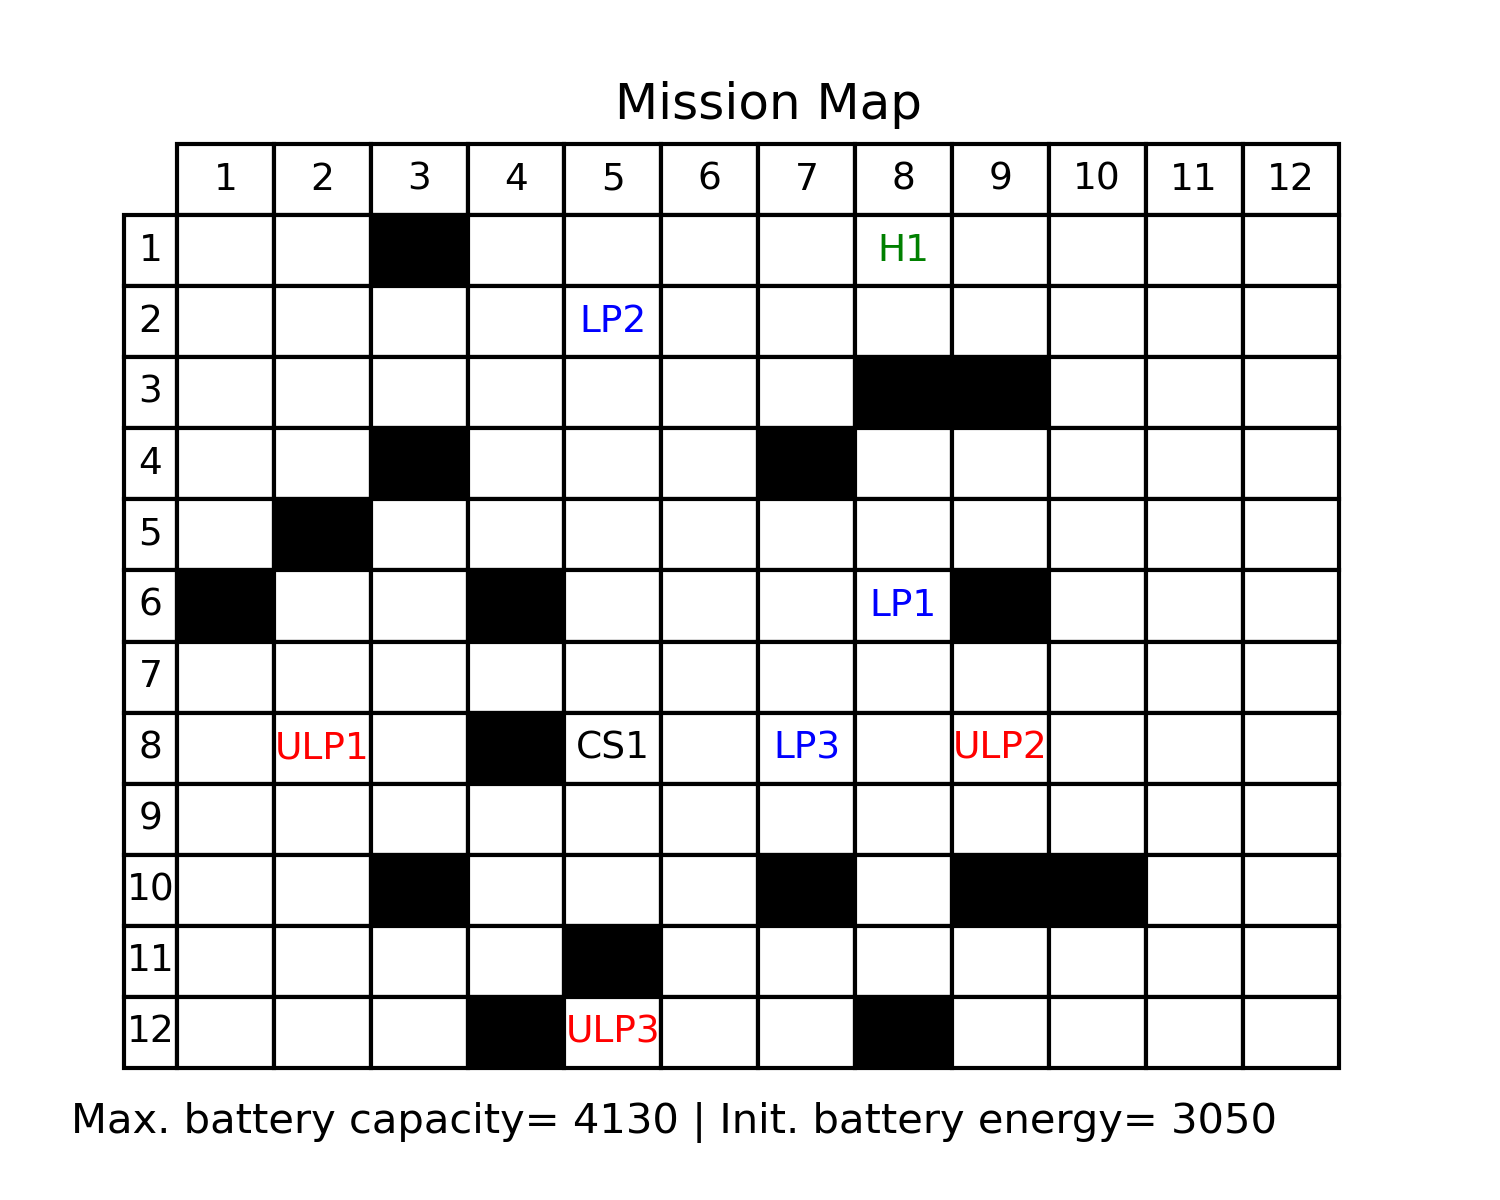 Mission Map
1 2 3 4 5 6 7 8 9 10 11 12
1 H1
2 LP2
3
4
5
6 LP1
7
8 ULP1 CS1 LP3 ULP2
9
10
11
12 ULP3
Max. battery capacity= 4130 | Init. battery energy= 3050